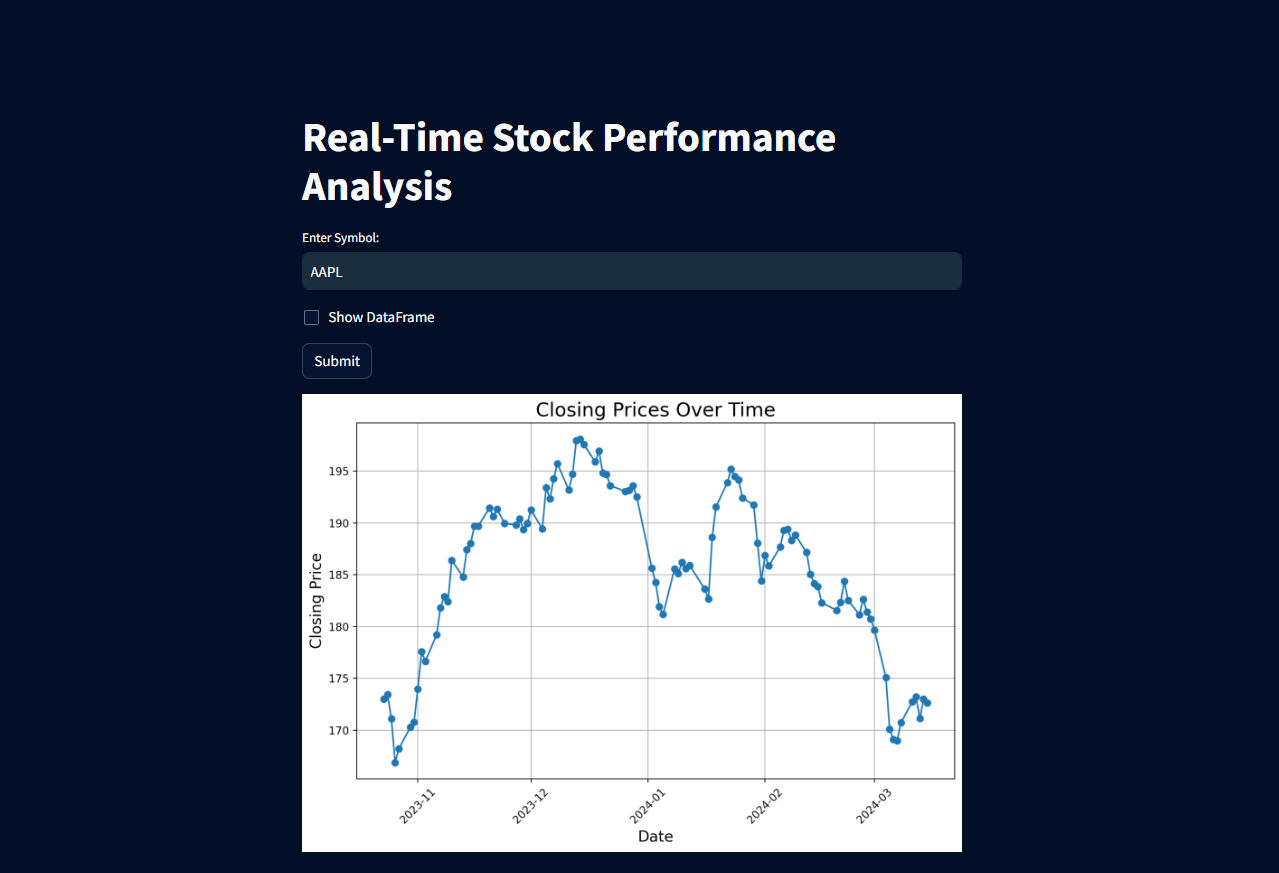 Real-Time Stock Performance
Analysis
Enter Symbol:
AAPL
Show DataFrame
Submit
Closing Prices Over Time
Closing Price
195
190
185
180
175
170
2023-11
2023-12
2024-01
2024-02
2024-03
Date